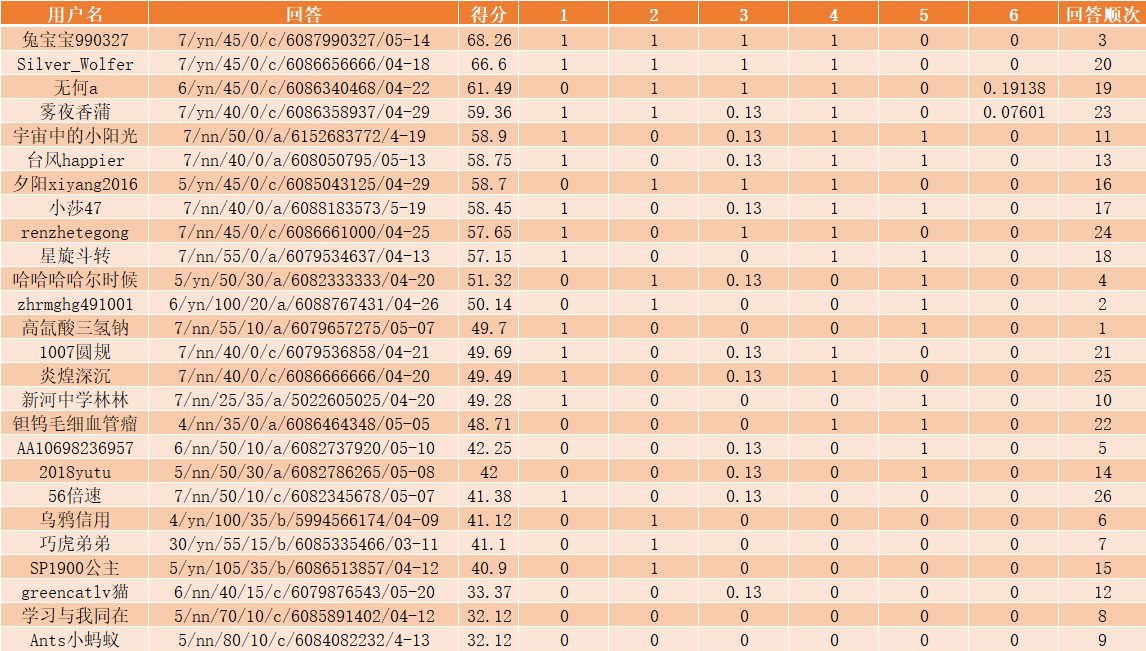 用户名 回答 得分 1 2 3 4 5 6 回答顺次
兔宝宝990327 7/yn/45/0/c/6087990327/05-14 68.26 1 1 1 1 0 0 3
Silver_Wolfer 7/yn/45/0/c/6086656666/04-18 66.6 1 1 1 1 0 0 20
无何a 6/yn/45/0/c/6086340468/04-22 61.49 0 1 1 1 0 0.19138 19
雾夜香蒲 7/yn/40/0/c/6086358937/04-29 59.36 1 1 0.13 1 0 0.07601 23
宇宙中的小阳光 7/nn/50/0/a/6152683772/4-19 58.9 1 0 0.13 1 1 0 11
台风happier 7/nn/40/0/a/608050795/05-13 58.75 1 0 0.13 1 1 0 13
夕阳xiyang2016 5/yn/45/0/c/6085043125/04-29 58.7 0 1 1 1 0 0 16
小莎47 7/nn/40/0/a/6088183573/5-19 58.45 1 0 0.13 1 1 0 17
renzhetegong 7/nn/45/0/c/6086661000/04-25 57.65 1 0 1 1 0 0 24
星旋斗转 7/nn/55/0/a/6079534637/04-13 57.15 1 0 0 1 1 0 18
哈哈哈哈尔时候 5/yn/50/30/a/6082333333/04-20 51.32 0 1 0.13 0 1 0 4
zhrmghg491001 6/yn/100/20/a/6088767431/04-26 50.14 0 1 0 0 1 0 2
高氙酸三氢钠 7/nn/55/10/a/6079657275/05-07 49.7 1 0 0 0 1 0 1
1007圆规 7/nn/40/0/c/6079536858/04-21 49.69 1 0 0.13 1 0 0 21
炎煌深沉 7/nn/40/0/c/6086666666/04-20 49.49 1 0 0.13 1 0 0 25
新河中学林林 7/nn/25/35/a/5022605025/04-20 49.28 1 0 0 0 1 0 10
钽钨毛细血管瘤 4/nn/35/0/a/6086464348/05-05 48.71 0 0 0 1 1 0 22
AA10698236957 6/nn/50/10/a/6082737920/05-10 42.25 0 0 0.13 0 1 0 5
2018yutu 5/nn/50/30/a/6082786265/05-08 42 0 0 0.13 0 1 0 14
56倍速 7/nn/50/10/c/6082345678/05-07 41.38 1 0 0.13 0 0 0 26
乌鸦信用 4/yn/100/35/b/5994566174/04-09 41.12 0 1 0 0 0 0 6
巧虎弟弟 30/yn/55/15/b/6085335466/03-11 41.1 0 1 0 0 0 0 7
SP1900公主 5/yn/105/35/b/6086513857/04-12 40.9 0 1 0 0 0 0 15
greencatlv猫 6/nn/40/15/c/6079876543/05-20 33.37 0 0 0.13 0 0 0 12
学习与我同在 5/nn/70/10/c/6085891402/04-12 32.12 0 0 0 0 0 0 8
Ants小蚂蚁 5/nn/80/10/c/6084082232/4-13 32.12 0 0 0 0 0 0 9